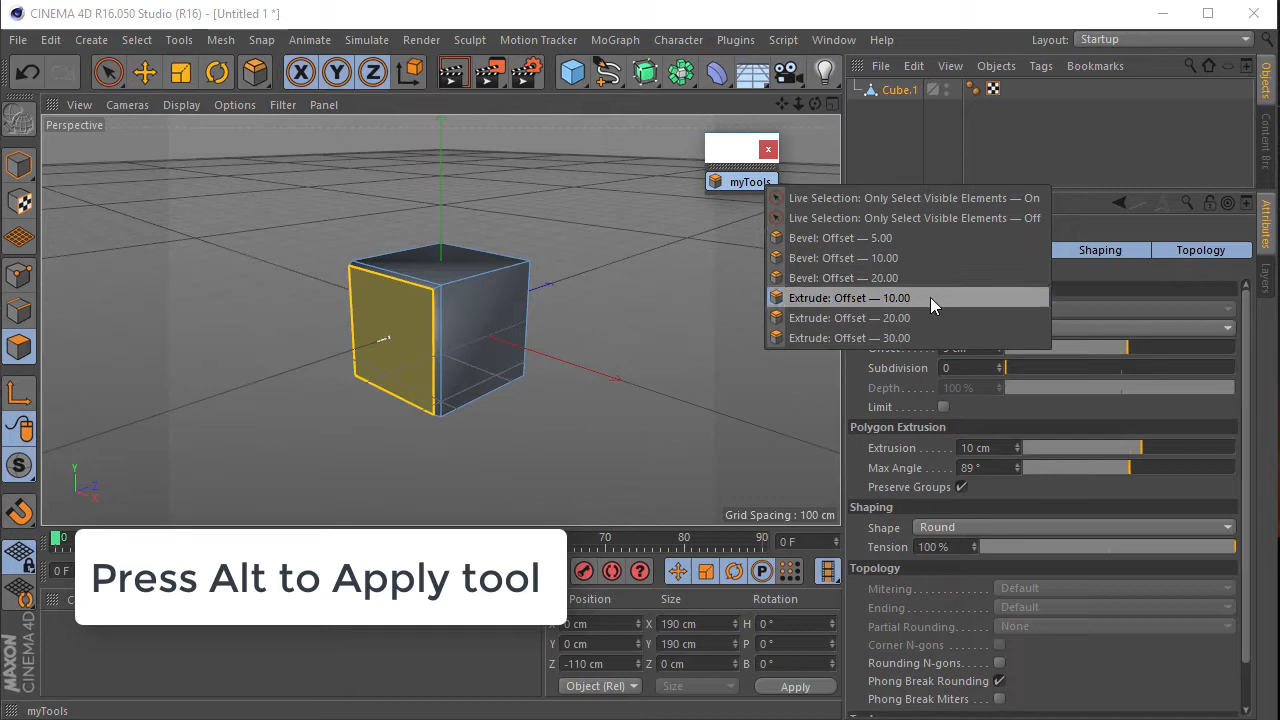 CINEMA 4D R16.050 Studio (R16) - [Untitled 1 *]
File Edit Create Select Tools Mesh Snap Animate Simulate Render Sculpt Motion Tracker MoGraph Character Plugins Script Window Help Layout: Startup
File Edit View Objects Tags Bookmarks
View Cameras Display Options Filter Panel
Cube.1
Objects
Content Br
Attributes
Layers
Perspective
myTools
Live Selection: Only Select Visible Elements — On
Live Selection: Only Select Visible Elements — Off
Bevel: Offset — 5.00
Bevel: Offset — 10.00
Bevel: Offset — 20.00
Extrude: Offset — 10.00
Extrude: Offset — 20.00
Extrude: Offset — 30.00
Shaping Topology
Subdivision 0
Depth: 100 %
Limit
Polygon Extrusion
Extrusion 10 cm
Max Angle 89 °
Preserve Groups
Shaping
Shape Round
Tension 100 %
Topology
Mitering Default
Ending Default
Partial Rounding None
Corner N-gons
Rounding N-gons
Phong Break Rounding
Phong Break Miters
Y
Z
X
Grid Spacing : 100 cm
0 70 80 90 0 F
0 F
Press Alt to Apply tool
Position Size Rotation
0 cm X 190 cm H 0 °
Y 0 cm Y 190 cm P 0 °
Z -110 cm Z 0 cm B 0 °
Object (Rel) Size Apply
MAXON
CINEMA 4D
myTools